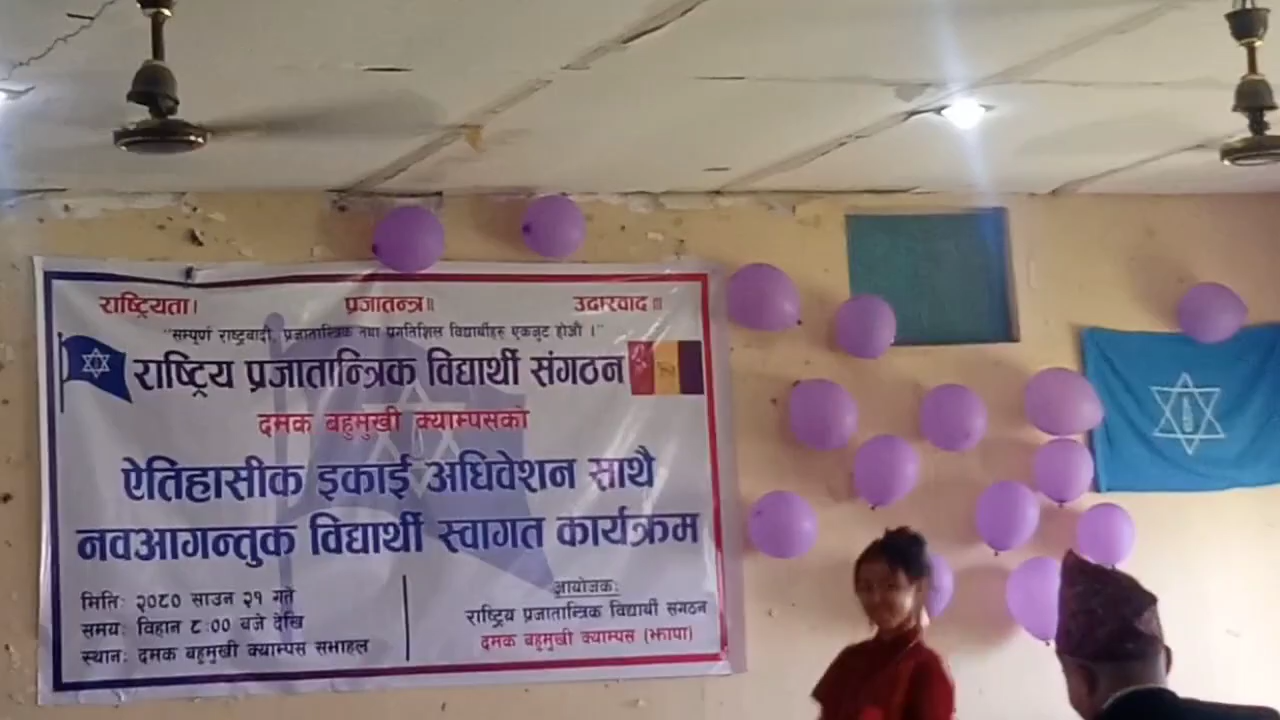 राष्ट्रियता। प्रजातन्त्र॥ उदारवाद॥।
"सम्पूर्ण राष्ट्रवादी, प्रजातान्त्रिक तथा प्रगतिशिल विद्यार्थीहरु एकजुट होऔं ।"
राष्ट्रिय प्रजातान्त्रिक विद्यार्थी संगठन
दमक बहुमुखी क्याम्पसको
ऐतिहासीक इकाई अधिवेशन साथै
नवआगन्तुक विद्यार्थी स्वागत कार्यक्रम
मितिः २०८० साउन २१ गते
समयः विहान ८:०० बजे देखि
स्थानः दमक बहुमुखी क्याम्पस सभाहल
आयोजकः
राष्ट्रिय प्रजातान्त्रिक विद्यार्थी संगठन
दमक बहुमुखी क्याम्पस (झापा)